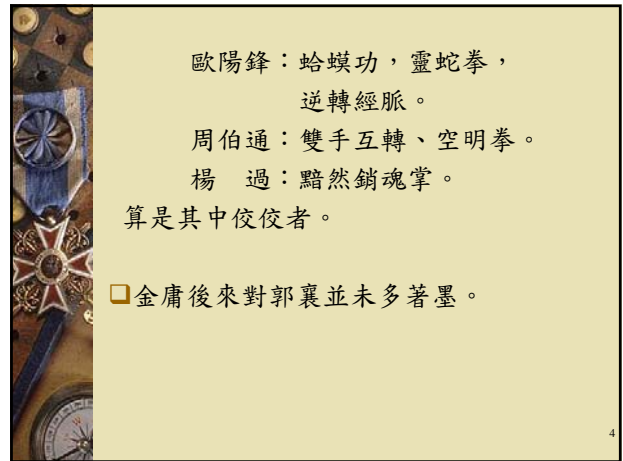 歐陽鋒：蛤蟆功，靈蛇拳，
逆轉經脈。
周伯通：雙手互轉、空明拳。
楊　過：黯然銷魂掌。
算是其中佼佼者。
❑金庸後來對郭襄並未多著墨。
4